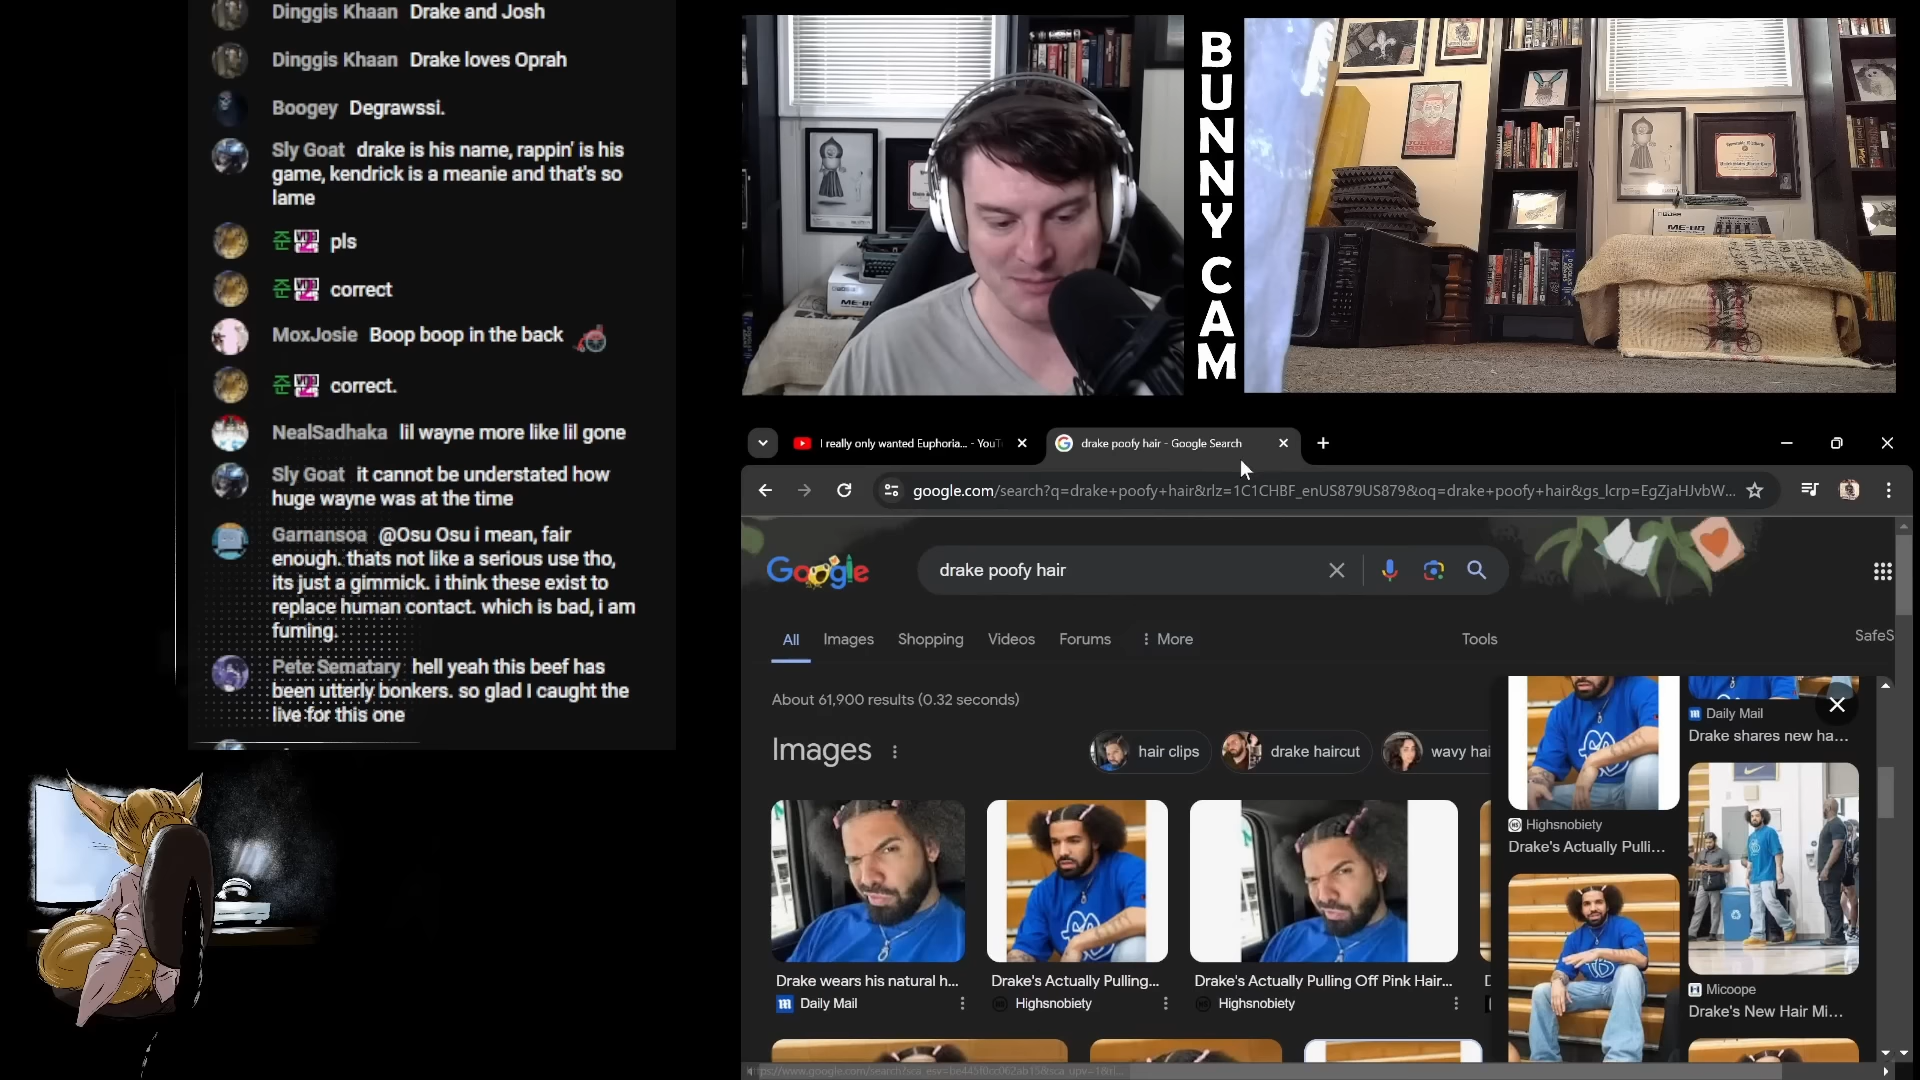 Dinggis Khaan Drake and Josh
Dinggis Khaan Drake loves Oprah
Boogey Degrawssi.
Sly Goat drake is his name, rappin' is his
game, kendrick is a meanie and that's so
lame
준 pls
준 correct
MoxJosie Boop boop in the back
준 correct.
NealSadhaka lil wayne more like lil gone
Sly Goat it cannot be understated how
huge wayne was at the time
Garnansoa @Osu Osu i mean, fair
enough. thats not like a serious use tho,
its just a gimmick. i think these exist to
replace human contact. which is bad, i am
fuming.
Pete Sematary hell yeah this beef has
been utterly bonkers. so glad I caught the
live for this one
BUNNY CAM
ME-80
I really only wanted Euphoria... - YouT
drake poofy hair - Google Search
google.com/search?q=drake+poofy+hair&rlz=1C1CHBF_enUS879US879&oq=drake+poofy+hair&gs_lcrp=EgZjaHJvbW...
Google
drake poofy hair
All Images Shopping Videos Forums More Tools SafeS
About 61,900 results (0.32 seconds)
Images
hair clips
drake haircut
wavy hai
Drake wears his natural h...
Daily Mail
Drake's Actually Pulling...
Highsnobiety
Drake's Actually Pulling Off Pink Hair...
Highsnobiety
Daily Mail
Drake shares new ha...
Highsnobiety
Drake's Actually Pulli...
Micoope
Drake's New Hair Mi...